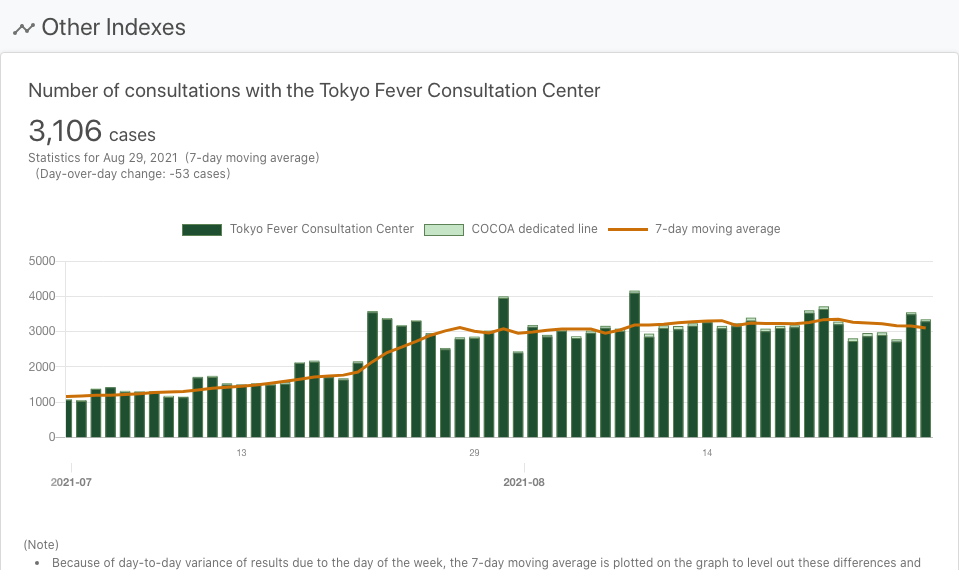 Other Indexes
Number of consultations with the Tokyo Fever Consultation Center
3,106 cases
Statistics for Aug 29, 2021 (7-day moving average)
(Day-over-day change: -53 cases)
Tokyo Fever Consultation Center COCOA dedicated line 7-day moving average
5000
4000
3000
2000
1000
0
13 29 14
2021-07 2021-08
(Note)
• Because of day-to-day variance of results due to the day of the week, the 7-day moving average is plotted on the graph to level out these differences and